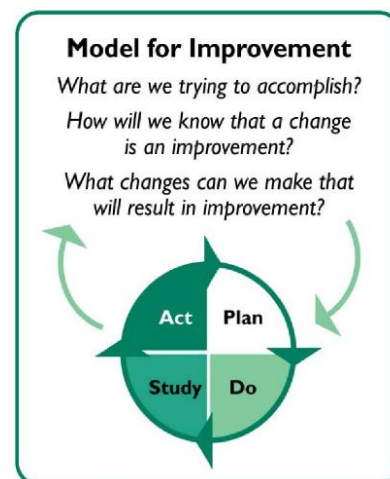 Model for Improvement
What are we trying to accomplish?
How will we know that a change
is an improvement?
What changes can we make that
will result in improvement?
Act
Plan
Study
Do